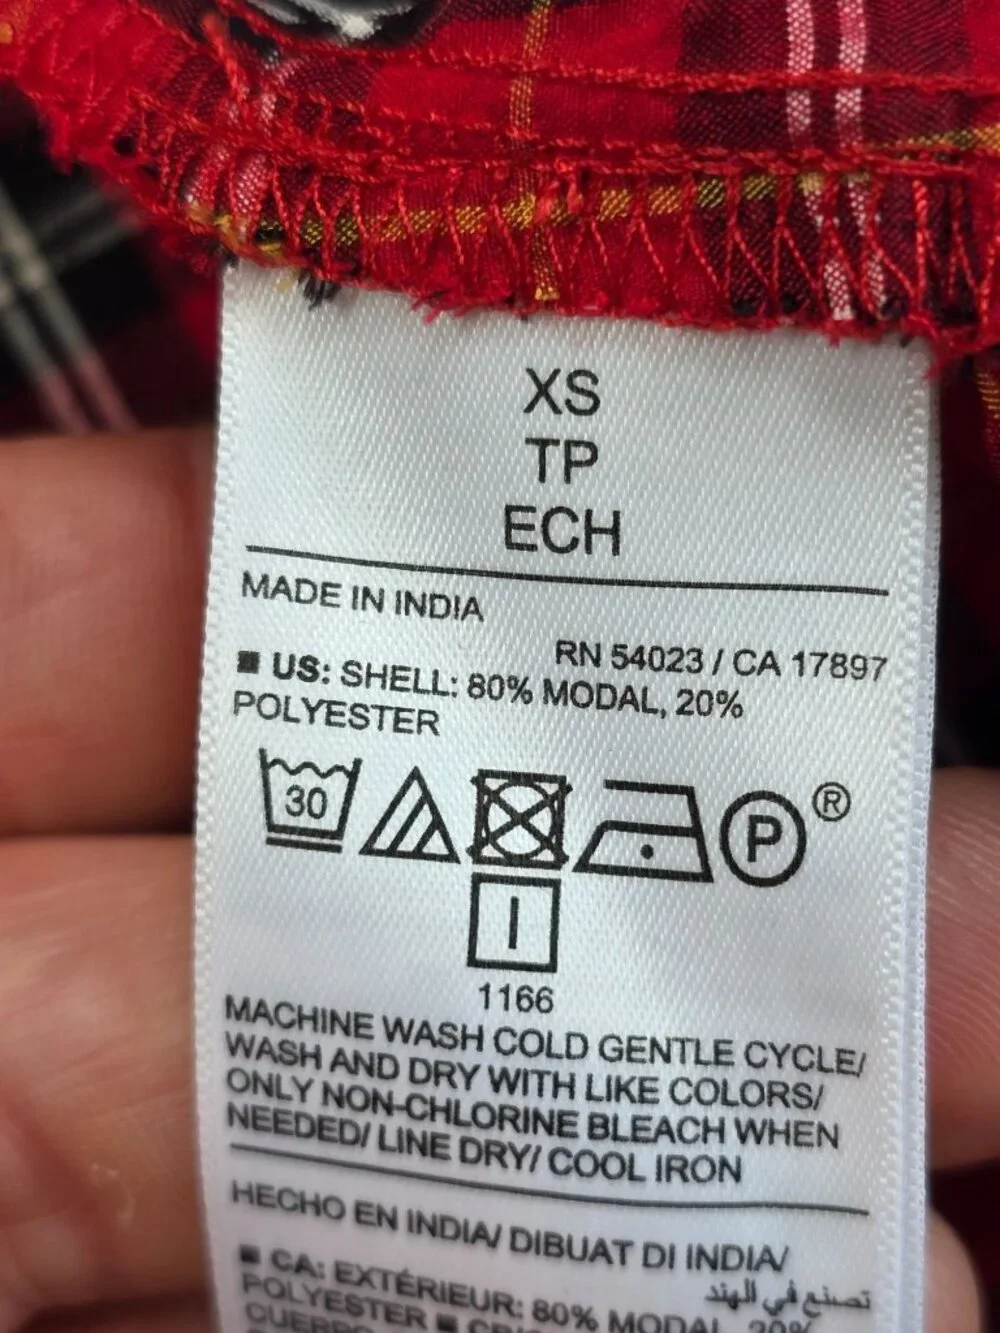 XS
TP
ECH
MADE IN INDIA
RN 54023 / CA 17897
■ US: SHELL: 80% MODAL, 20%
POLYESTER
30
P ®
1166
MACHINE WASH COLD GENTLE CYCLE/
WASH AND DRY WITH LIKE COLORS/
ONLY NON-CHLORINE BLEACH WHEN
NEEDED/ LINE DRY/ COOL IRON
HECHO EN INDIA/ DIBUAT DI INDIA/
تصنيع في الهند
■ CA: EXTÉRIEUR: 80% MODAL, 20%
POLYESTER ■